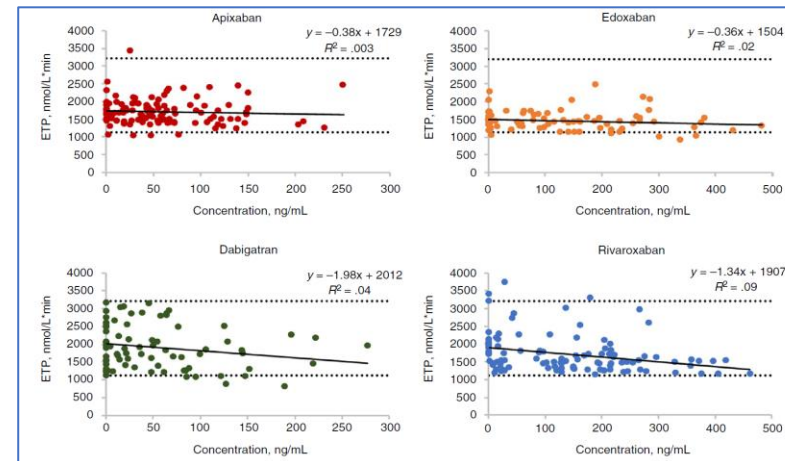 Apixaban
y = −0.38x + 1729
R² = .003
ETP, nmol/L*min
4000
3500
3000
2500
2000
1500
1000
500
0
0 50 100 150 200 250 300
Concentration, ng/mL
Edoxaban
y = −0.36x + 1504
R² = .02
ETP, nmol/L*min
4000
3500
3000
2500
2000
1500
1000
500
0
0 100 200 300 400 500
Concentration, ng/mL
Dabigatran
y = −1.98x + 2012
R² = .04
ETP, nmol/L*min
4000
3500
3000
2500
2000
1500
1000
500
0
0 50 100 150 200 250 300
Concentration, ng/mL
Rivaroxaban
y = −1.34x + 1907
R² = .09
ETP, nmol/L*min
4000
3500
3000
2500
2000
1500
1000
500
0
0 100 200 300 400 500
Concentration, ng/mL